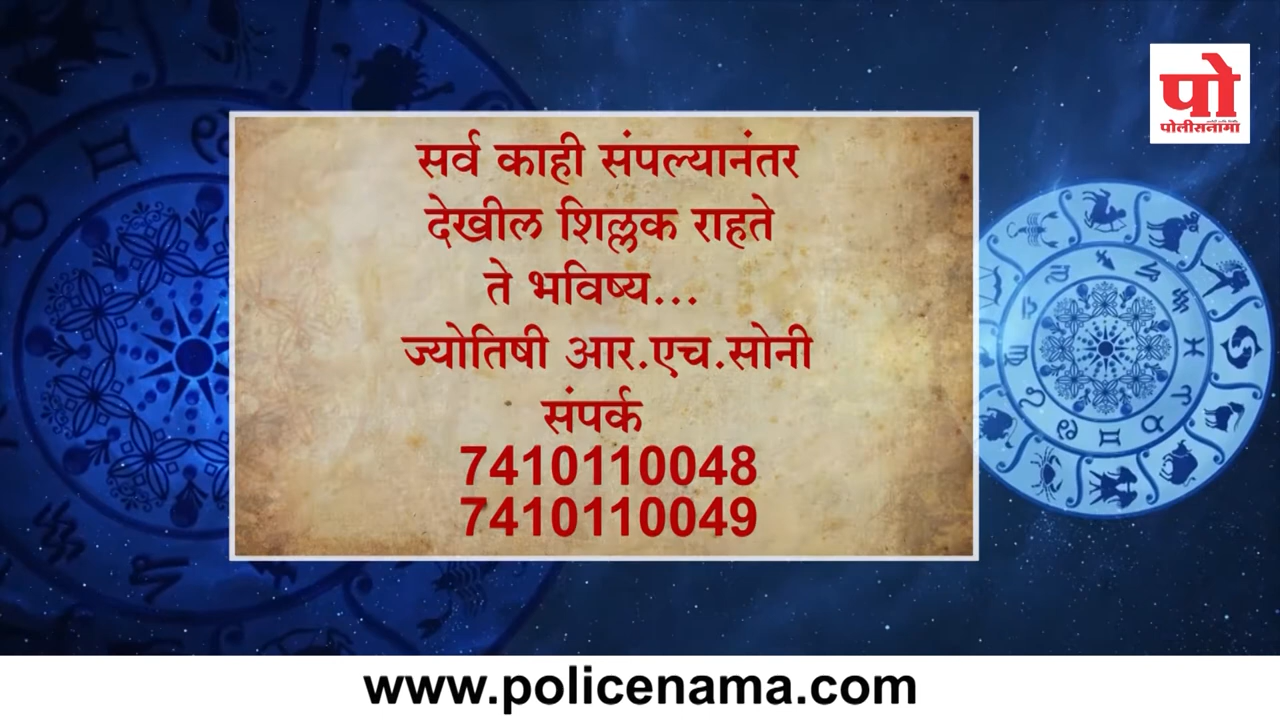 पो
पोलीसनामा
सर्व काही संपल्यानंतर
देखील शिल्लक राहते
ते भविष्य...
ज्योतिषी आर.एच.सोनी
संपर्क
7410110048
7410110049
www.policenama.com